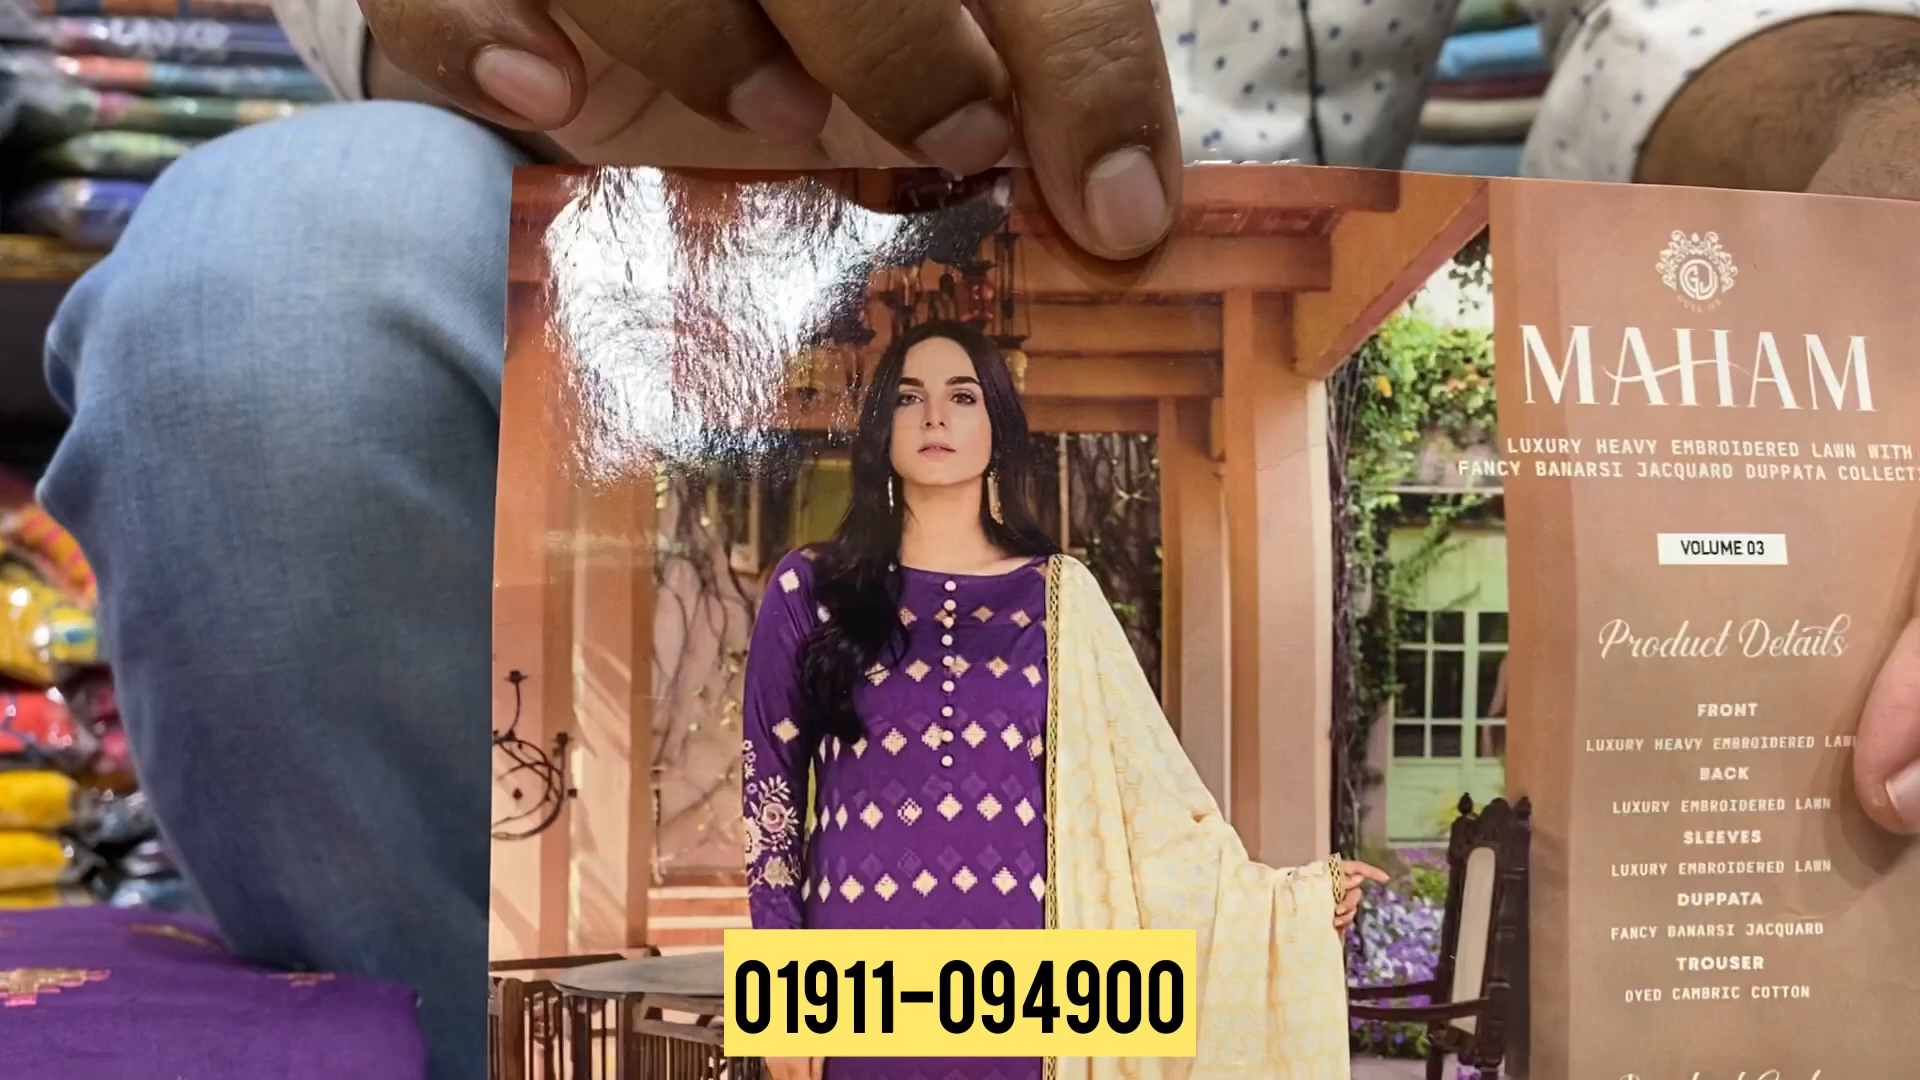 GJ
MAHAM
LUXURY HEAVY EMBROIDERED LAWN WITH
FANCY BANARSI JACQUARD DUPPATA
VOLUME 03
Product Details
FRONT
LUXURY HEAVY EMBROIDERED
BACK
LUXURY EMBROIDERED LAWN
SLEEVES
LUXURY EMBROIDERED LAWN
DUPPATA
FANCY BANARSI JACQUARD
TROUSER
DYED CAMBRIC COTTON
01911-094900